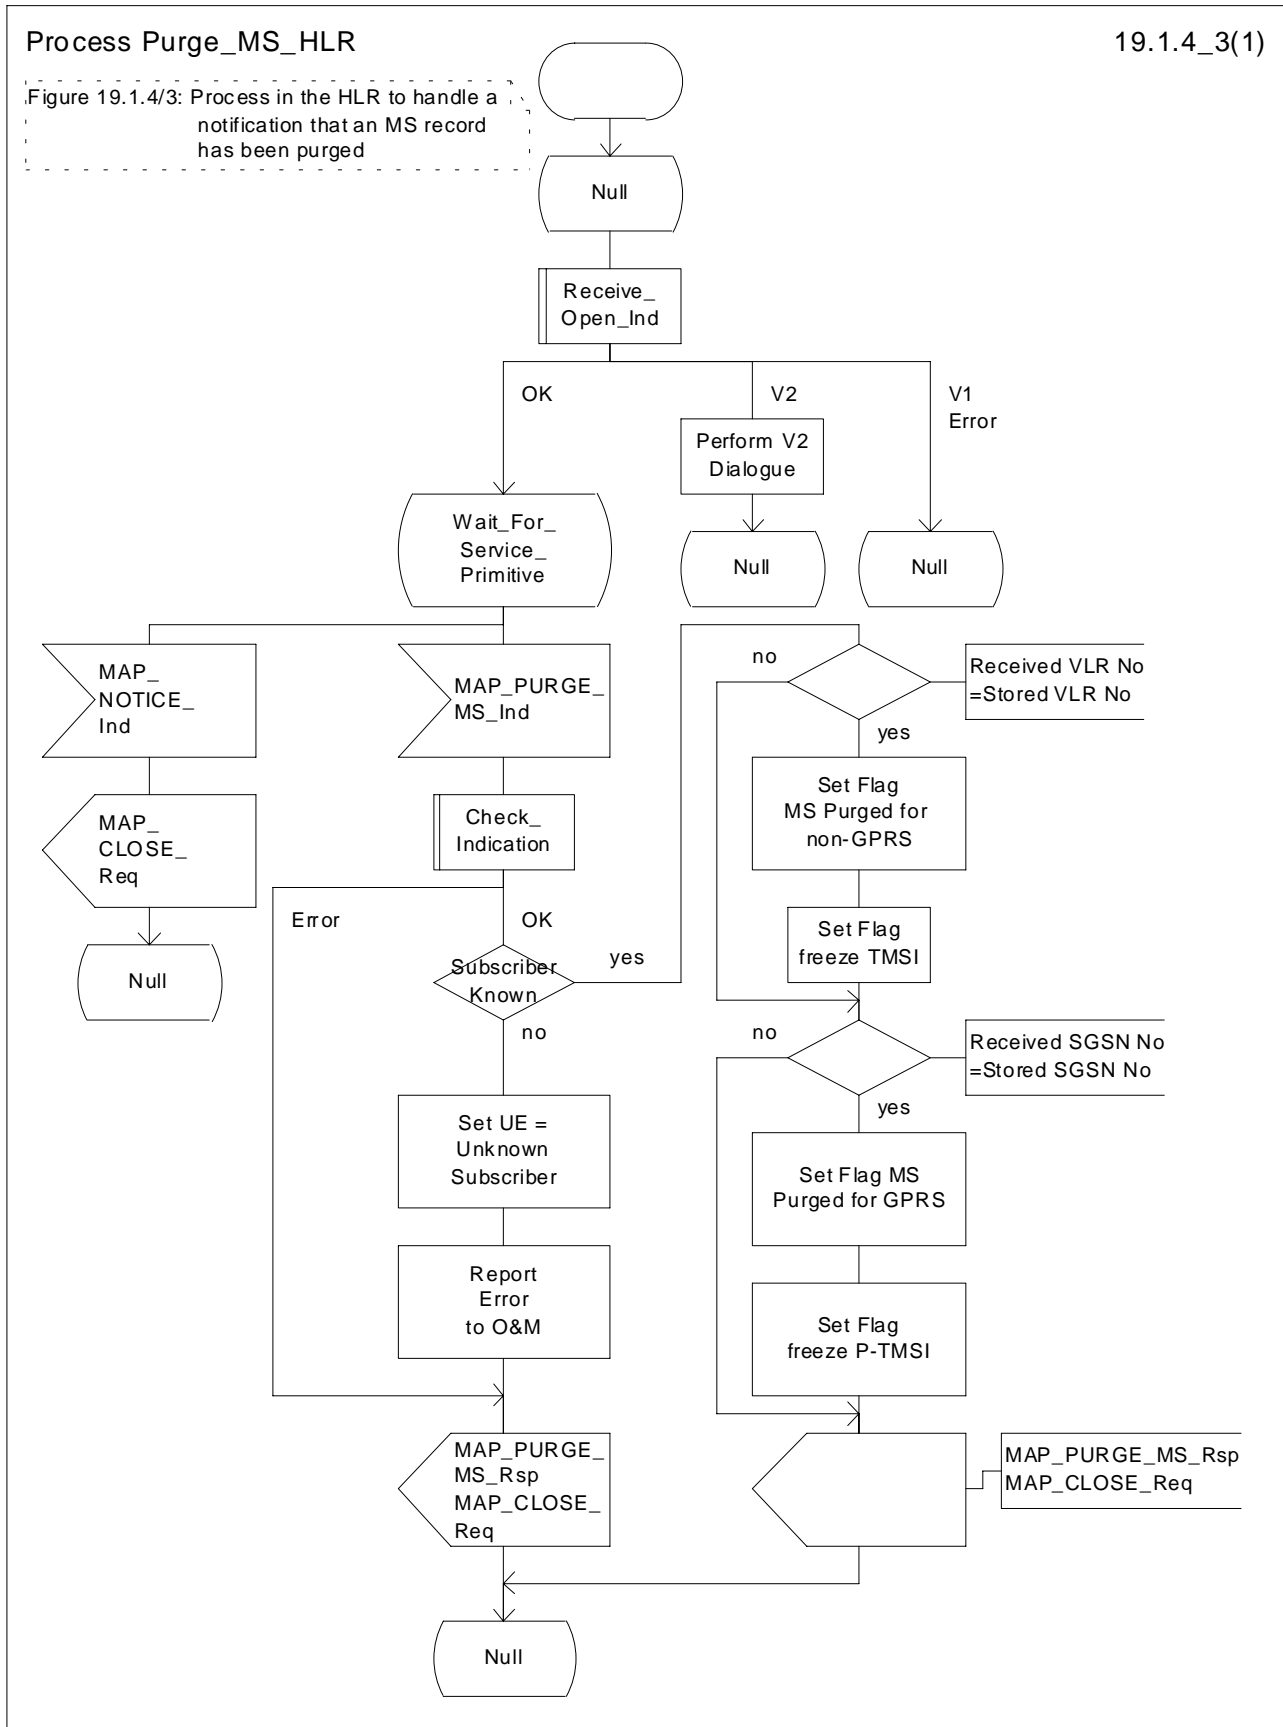 Process Purge_MS_HLR
19.1.4_3(1)
Figure 19.1.4/3: Process in the HLR to handle a
notification that an MS record
has been purged
Null
Receive_
Open_Ind
OK
V2
V1
Error
Perform V2
Dialogue
Wait_For_
Service_
Primitive
Null
Null
MAP_
NOTICE_
Ind
MAP_PURGE_
MS_Ind
no
Received VLR No
=Stored VLR No
yes
Set Flag
MS Purged for
non-GPRS
MAP_
CLOSE_
Req
Check_
Indication
Error
OK
Set Flag
freeze TMSI
Null
Subscriber
Known
yes
no
no
Received SGSN No
=Stored SGSN No
yes
Set UE =
Unknown
Subscriber
Set Flag MS
Purged for GPRS
Report
Error
to O&M
Set Flag
freeze P-TMSI
MAP_PURGE_
MS_Rsp
MAP_CLOSE_
Req
MAP_PURGE_MS_Rsp
MAP_CLOSE_Req
Null